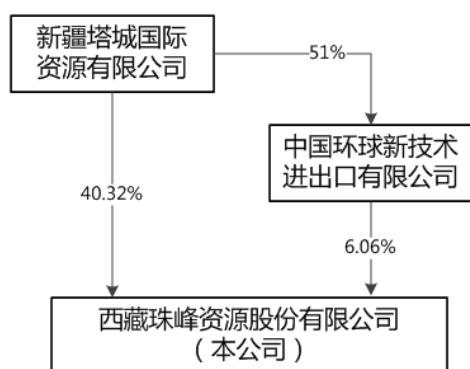 新疆塔城国际
资源有限公司
51%
中国环球新技术
进出口有限公司
40.32%
6.06%
西藏珠峰资源股份有限公司
（本公司）